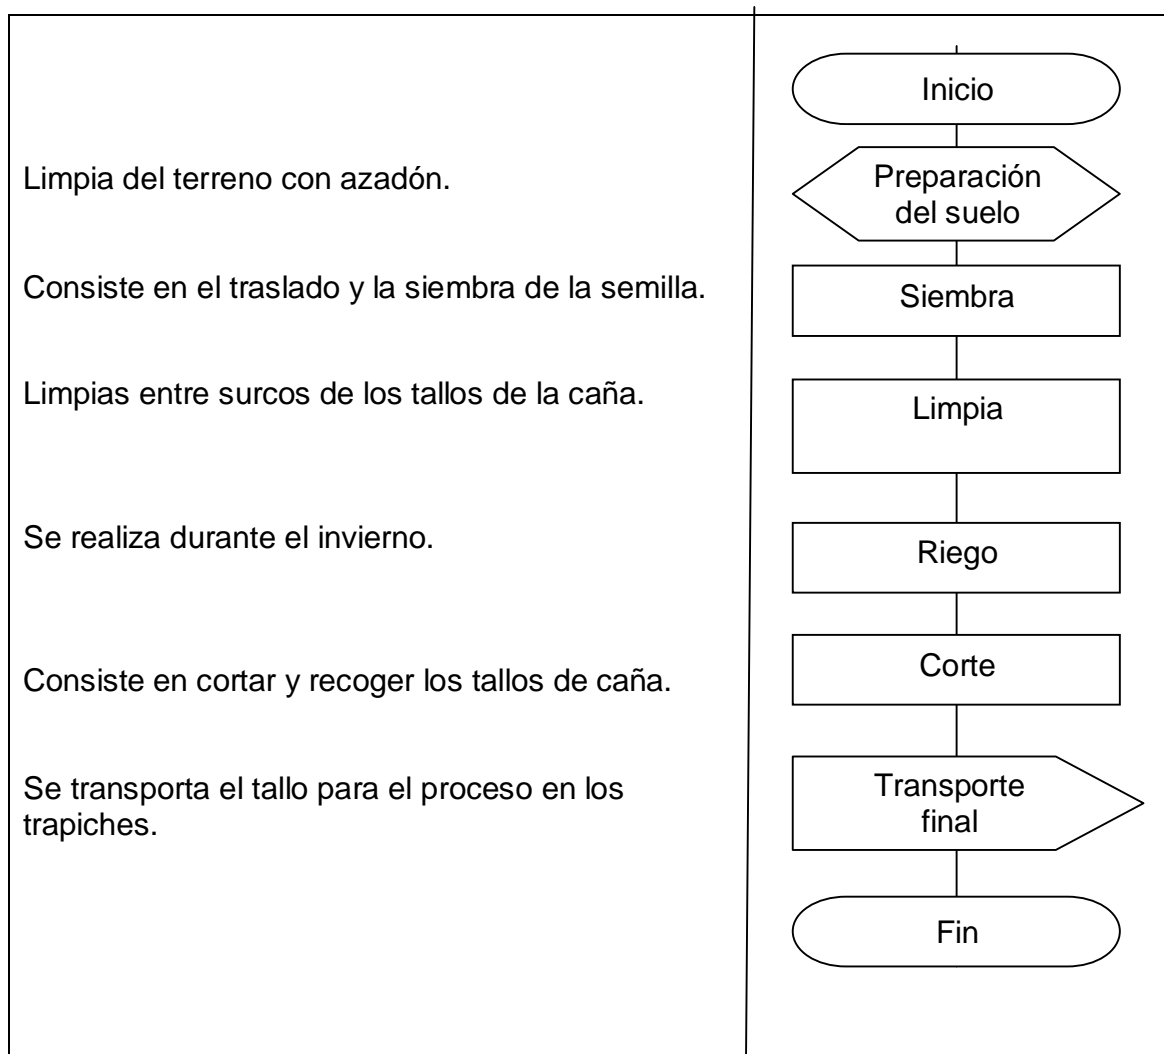 Inicio
Limpia del terreno con azadón.
Preparación
del suelo
Consiste en el traslado y la siembra de la semilla.
Siembra
Limpias entre surcos de los tallos de la caña.
Limpia
Se realiza durante el invierno.
Riego
Consiste en cortar y recoger los tallos de caña.
Corte
Se transporta el tallo para el proceso en los
trapiches.
Transporte
final
Fin